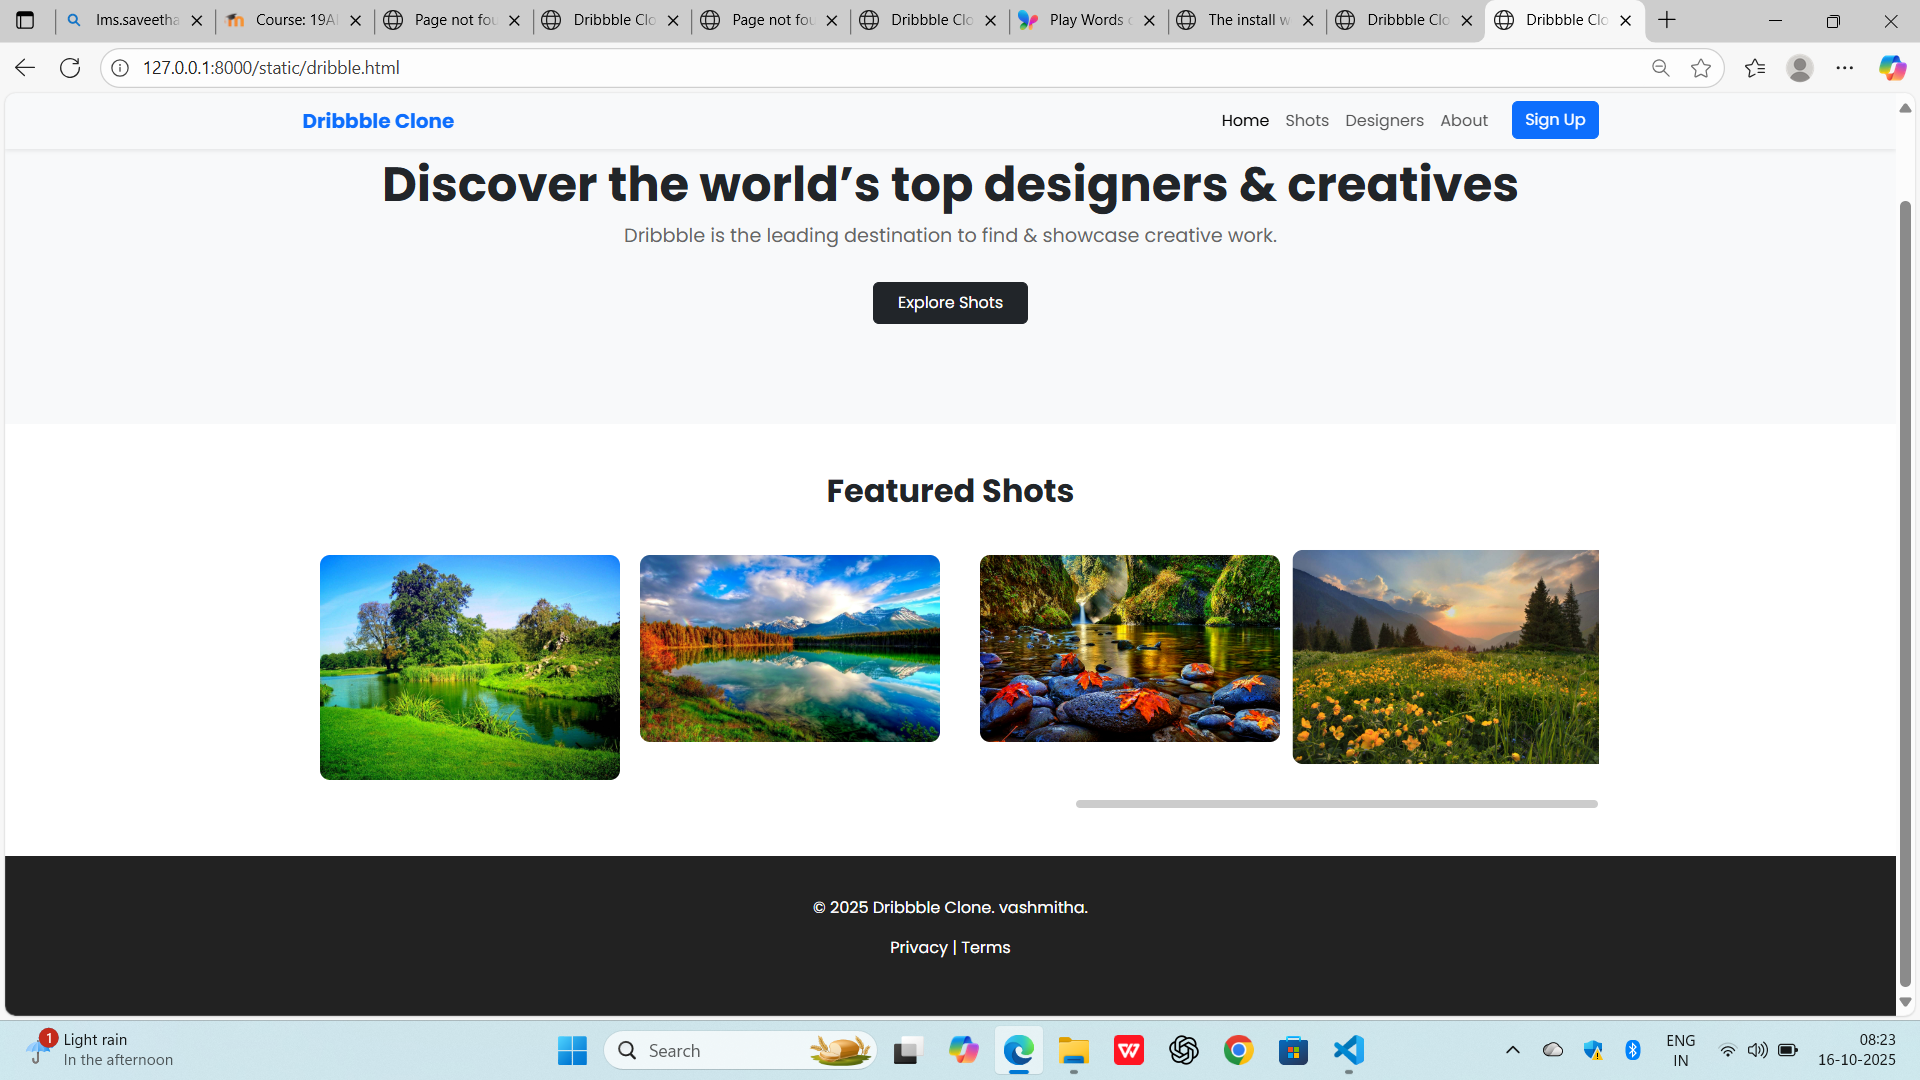 lms.saveetha
Course: 19AI
Page not fou
Dribbble Clo
Page not fou
Dribbble Clo
Play Words o
The install w
Dribbble Clo
Dribbble Clo
127.0.0.1:8000/static/dribble.html
Dribbble Clone
Home Shots Designers About Sign Up
Discover the world’s top designers & creatives
Dribbble is the leading destination to find & showcase creative work.
Explore Shots
Featured Shots
© 2025 Dribbble Clone. vashmitha.
Privacy | Terms
1
Light rain
In the afternoon
Search
ENG
IN
08:23
16-10-2025